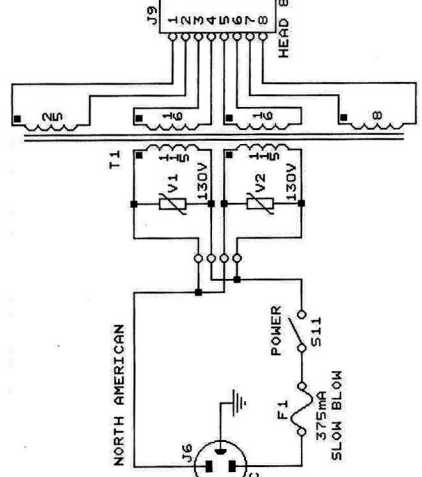 J9
1 2 3 4 5 6 7 8
HEAD 8
25
16
16
8
T1
115
115
V1
130V
V2
130V
POWER
S11
NORTH AMERICAN
F1
375mA
SLOW BLOW
J6